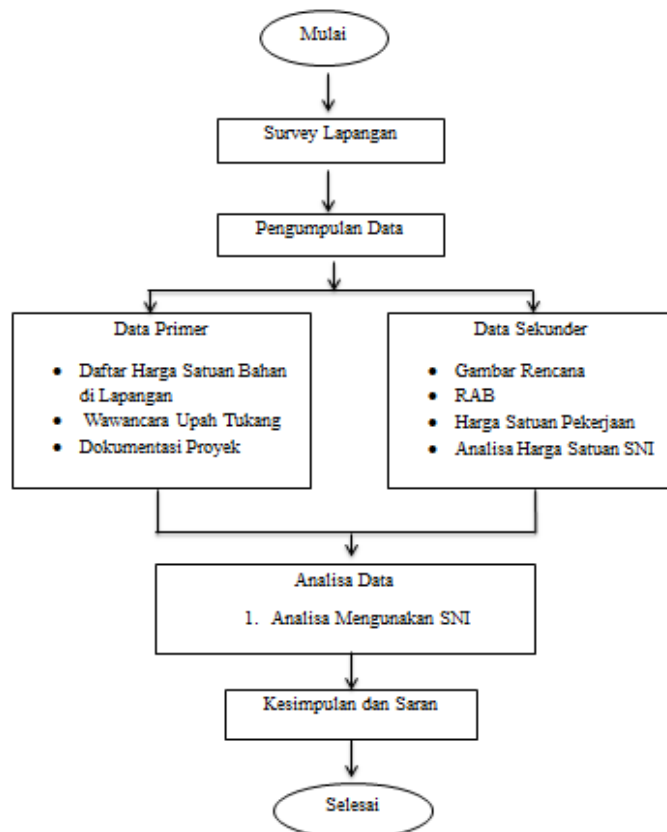 Mulai
Survey Lapangan
Pengumpulan Data
Data Primer
• Daftar Harga Satuan Bahan
di Lapangan
• Wawancara Upah Tukang
• Dokumentasi Proyek
Data Sekunder
• Gambar Rencana
• RAB
• Harga Satuan Pekerjaan
• Analisa Harga Satuan SNI
Analisa Data
1. Analisa Mengunakan SNI
Kesimpulan dan Saran
Selesai